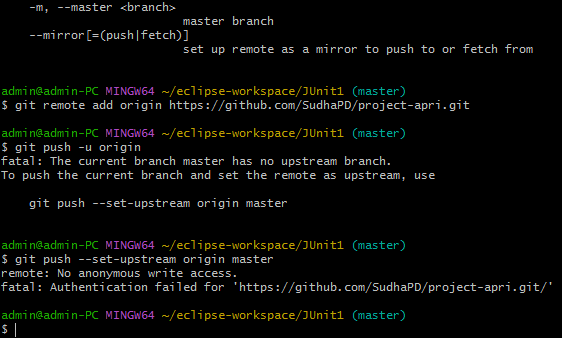 -m, --master <branch>
master branch
--mirror[=(push|fetch)]
set up remote as a mirror to push to or fetch from
admin@admin-PC MINGW64 ~/eclipse-workspace/JUnit1 (master)
$ git remote add origin https://github.com/SudhaPD/project-apri.git
admin@admin-PC MINGW64 ~/eclipse-workspace/JUnit1 (master)
$ git push -u origin
fatal: The current branch master has no upstream branch.
To push the current branch and set the remote as upstream, use
git push --set-upstream origin master
admin@admin-PC MINGW64 ~/eclipse-workspace/JUnit1 (master)
$ git push --set-upstream origin master
remote: No anonymous write access.
fatal: Authentication failed for 'https://github.com/SudhaPD/project-apri.git/'
admin@admin-PC MINGW64 ~/eclipse-workspace/JUnit1 (master)
$